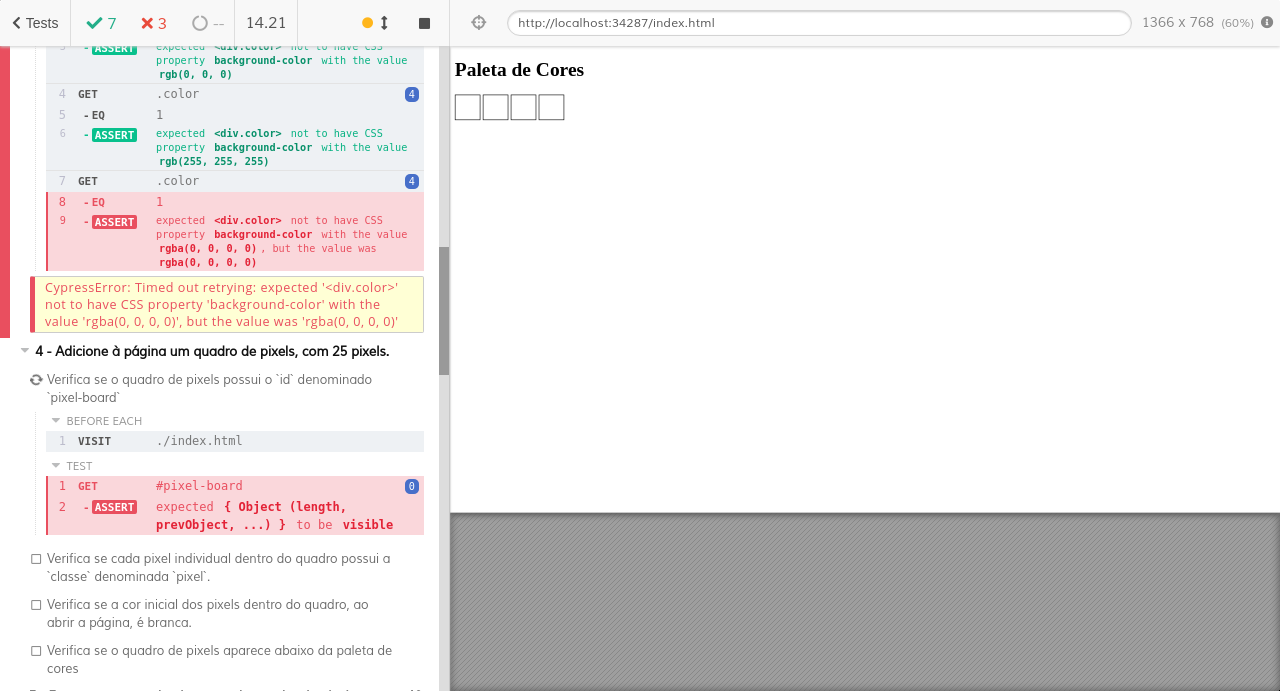 Tests
7
3
--
14.21
http://localhost:34287/index.html
1366 x 768 (60%)
- ASSERT expected <div.color> not to have CSS
property background-color with the value
rgb(0, 0, 0)
4 GET .color 4
5 - EQ 1
6 - ASSERT expected <div.color> not to have CSS
property background-color with the value
rgb(255, 255, 255)
7 GET .color 4
8 - EQ 1
9 - ASSERT expected <div.color> not to have CSS
property background-color with the value
rgba(0, 0, 0, 0), but the value was
rgba(0, 0, 0, 0)
CypressError: Timed out retrying: expected '<div.color>'
not to have CSS property 'background-color' with the
value 'rgba(0, 0, 0, 0)', but the value was 'rgba(0, 0, 0, 0)'
4 - Adicione à página um quadro de pixels, com 25 pixels.
Verifica se o quadro de pixels possui o `id` denominado
`pixel-board`
BEFORE EACH
1 VISIT ./index.html
TEST
1 GET #pixel-board 0
2 - ASSERT expected { Object (length,
prevObject, ...) } to be visible
Verifica se cada pixel individual dentro do quadro possui a
`classe` denominada `pixel`.
Verifica se a cor inicial dos pixels dentro do quadro, ao
abrir a página, é branca.
Verifica se o quadro de pixels aparece abaixo da paleta de
cores
Paleta de Cores